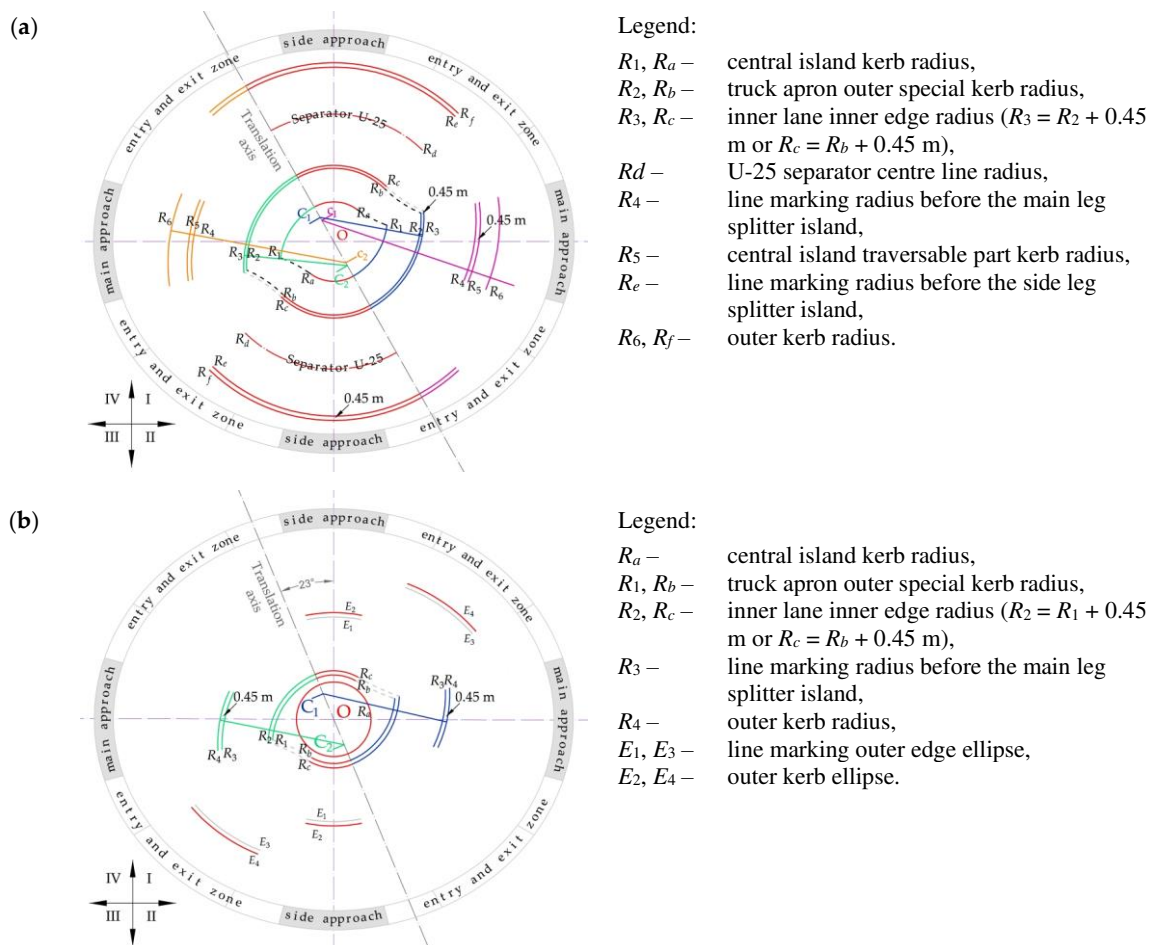 (a)
side approach
entry and exit zone
entry and exit zone
main approach
main approach
entry and exit zone
entry and exit zone
side approach
Translation
axis
Separator U-25
Rd
Re
Rf
Rc
Rb
0.45 m
0.45 m
Ra
R1
R2 R3
C1
c1
O
R6
R5
R4
R3 R2
R1
Ra
c2
C2
R4
R5
R6
Rb
Rc
Rd
Separator U-25
Re
Rf
0.45 m
IV I
III II
Legend:
R1, Ra – central island kerb radius,
R2, Rb – truck apron outer special kerb radius,
R3, Rc – inner lane inner edge radius (R3 = R2 + 0.45
m or Rc = Rb + 0.45 m),
Rd – U-25 separator centre line radius,
R4 – line marking radius before the main leg
splitter island,
R5 – central island traversable part kerb radius,
Re – line marking radius before the side leg
splitter island,
R6, Rf – outer kerb radius.
(b)
side approach
entry and exit zone
entry and exit zone
main approach
main approach
entry and exit zone
entry and exit zone
side approach
Translation
axis
23°
E2
E1
E4
E3
Rc
Rb
R3 R4
0.45 m
0.45 m
C1
O
Ra
C2
R2 R1
R4 R3
Rb
Rc
E1
E2
E3
E4
IV I
III II
Legend:
Ra – central island kerb radius,
R1, Rb – truck apron outer special kerb radius,
R2, Rc – inner lane inner edge radius (R2 = R1 + 0.45
m or Rc = Rb + 0.45 m),
R3 – line marking radius before the main leg
splitter island,
R4 – outer kerb radius,
E1, E3 – line marking outer edge ellipse,
E2, E4 – outer kerb ellipse.